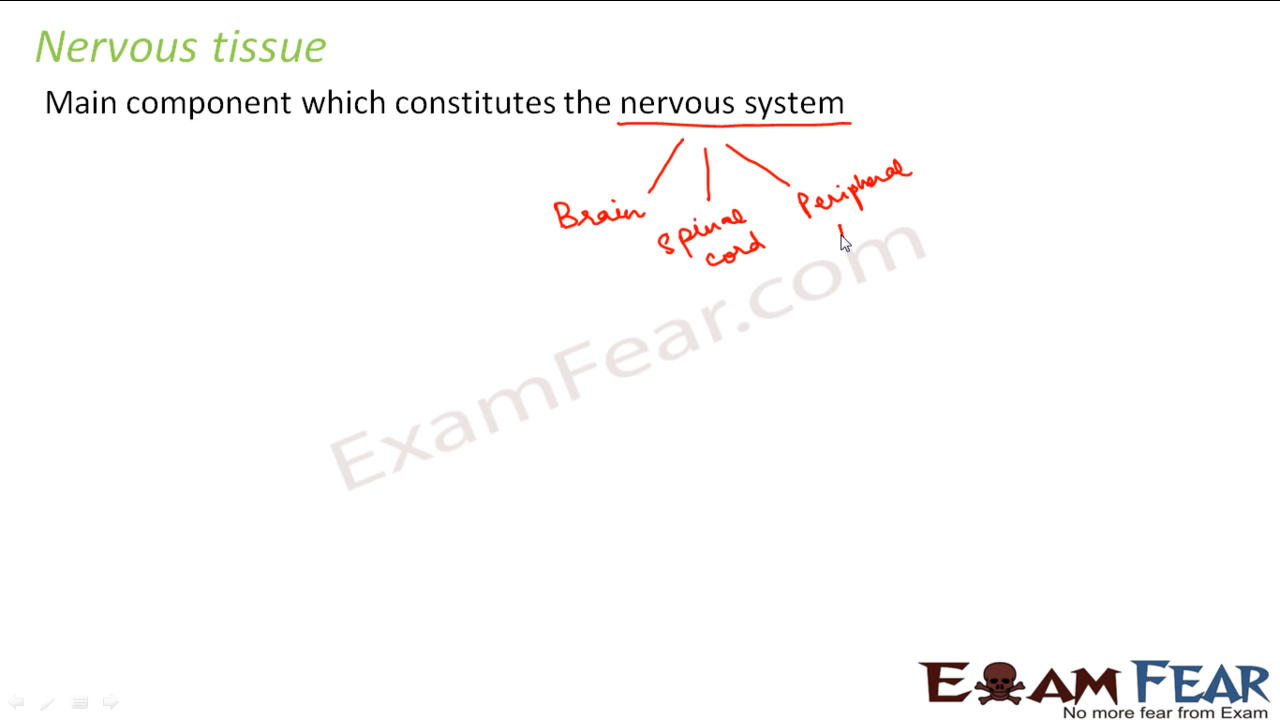 Nervous tissue
Main component which constitutes the nervous system
Brain
Spinal
cord
Peripheral
ExamFear.com
EXAM FEAR
No more fear from Exam